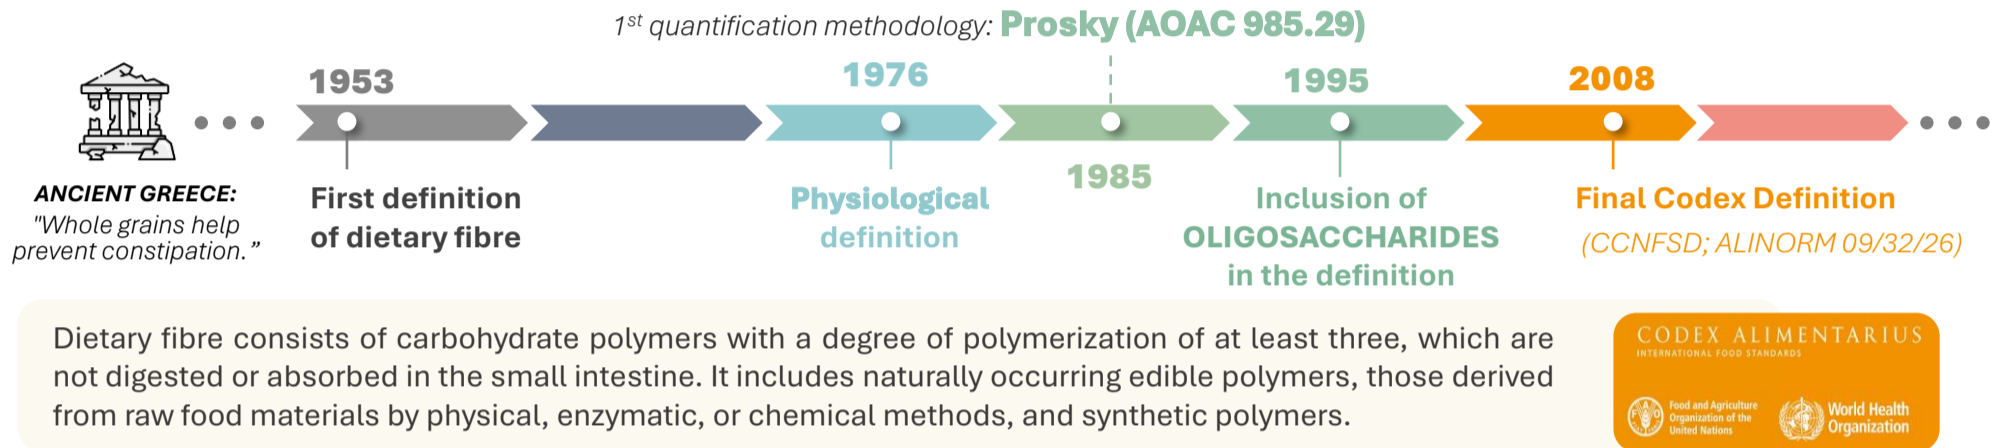 1st quantification methodology: Prosky (AOAC 985.29)
1953
1976
1995
2008
1985
ANCIENT GREECE:
"Whole grains help
prevent constipation.”
First definition
of dietary fibre
Physiological
definition
Inclusion of
OLIGOSACCHARIDES
in the definition
Final Codex Definition
(CCNFSD; ALINORM 09/32/26)
Dietary fibre consists of carbohydrate polymers with a degree of polymerization of at least three, which are
not digested or absorbed in the small intestine. It includes naturally occurring edible polymers, those derived
from raw food materials by physical, enzymatic, or chemical methods, and synthetic polymers.
CODEX ALIMENTARIUS
INTERNATIONAL FOOD STANDARDS
Food and Agriculture
Organization of the
United Nations
World Health
Organization